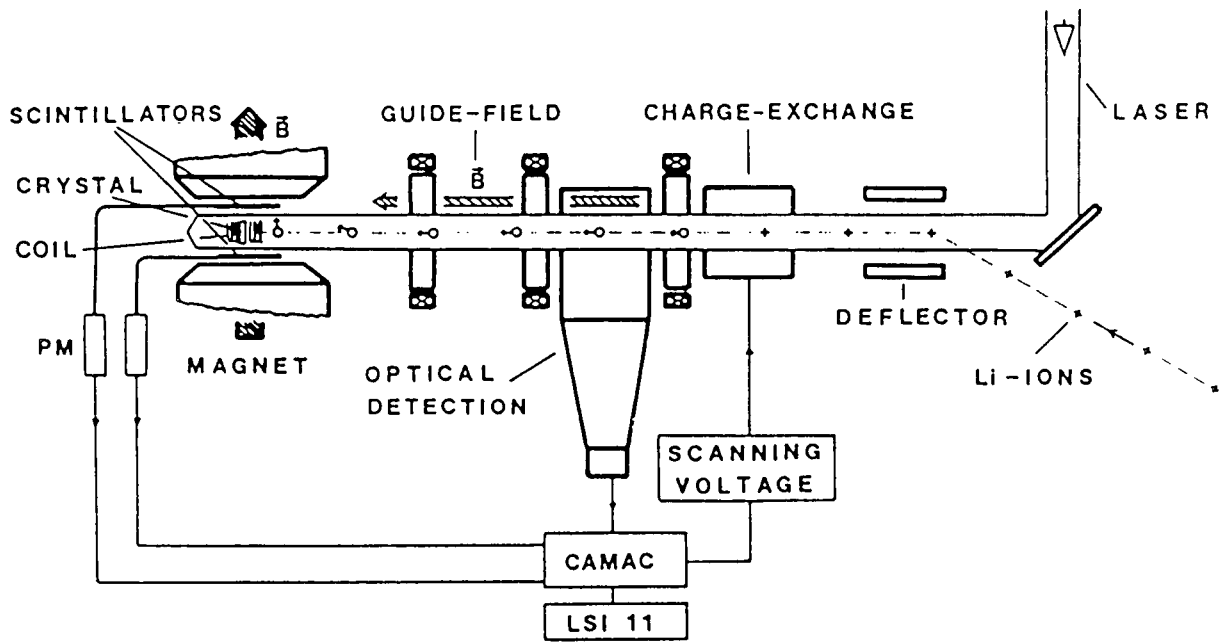 SCINTILLATORS
B
GUIDE-FIELD
CHARGE-EXCHANGE
LASER
B
CRYSTAL
COIL
PM
MAGNET
OPTICAL
DETECTION
DEFLECTOR
Li-IONS
SCANNING
VOLTAGE
CAMAC
LSI 11